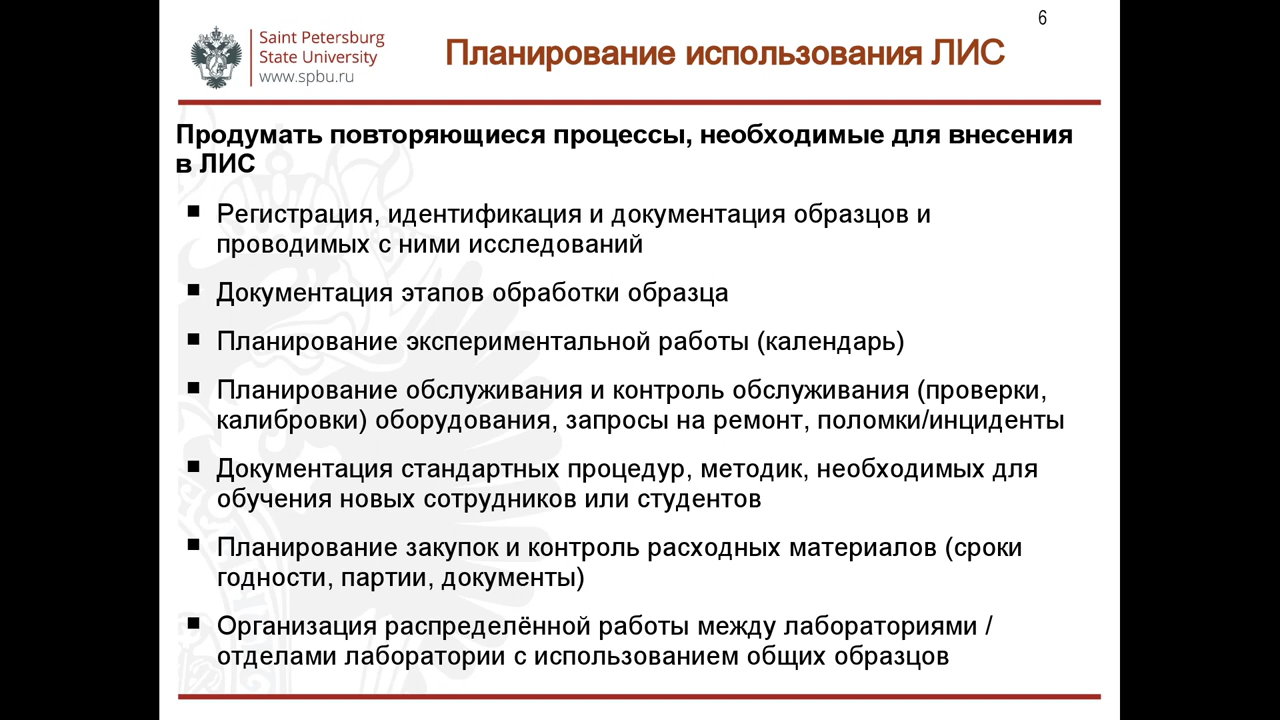 6
Saint Petersburg
State University
www.spbu.ru
Планирование использования ЛИС
Продумать повторяющиеся процессы, необходимые для внесения
в ЛИС
▪ Регистрация, идентификация и документация образцов и
проводимых с ними исследований
▪ Документация этапов обработки образца
▪ Планирование экспериментальной работы (календарь)
▪ Планирование обслуживания и контроль обслуживания (проверки,
калибровки) оборудования, запросы на ремонт, поломки/инциденты
▪ Документация стандартных процедур, методик, необходимых для
обучения новых сотрудников или студентов
▪ Планирование закупок и контроль расходных материалов (сроки
годности, партии, документы)
▪ Организация распределённой работы между лабораториями /
отделами лаборатории с использованием общих образцов